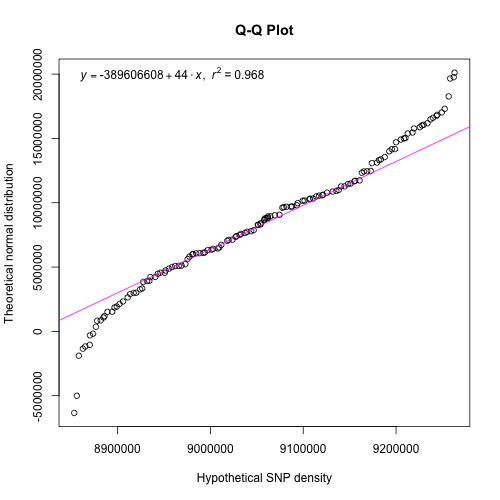 Q-Q Plot
y = -389606608 + 44 · x, r² = 0.968
Theoretical normal distribution
20000000
15000000
10000000
5000000
0
-5000000
8900000 9000000 9100000 9200000
Hypothetical SNP density